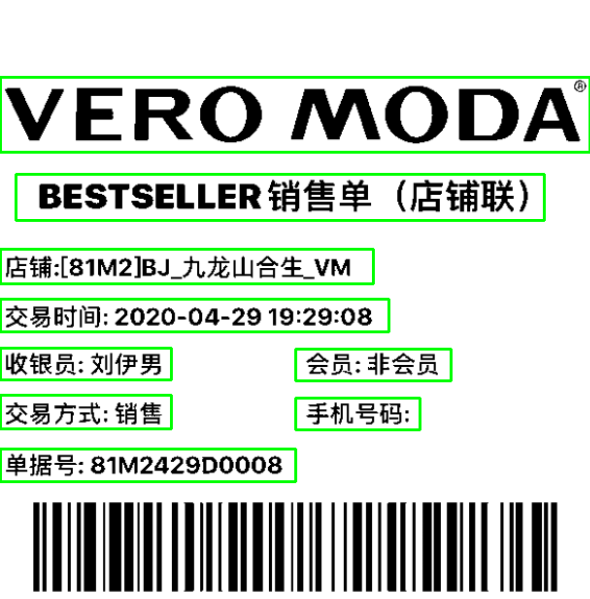 VERO MODA®
BESTSELLER 销售单（店铺联）
店铺:[81M2]BJ_九龙山合生_VM
交易时间: 2020-04-29 19:29:08
收银员: 刘伊男 会员: 非会员
交易方式: 销售 手机号码:
单据号: 81M2429D0008